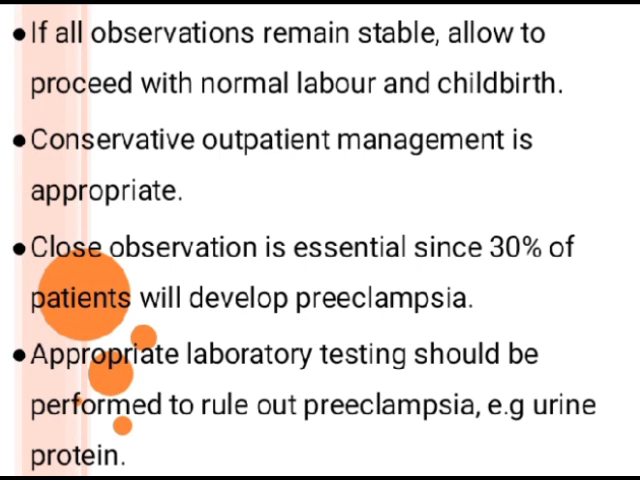 ●If all observations remain stable, allow to
proceed with normal labour and childbirth.
●Conservative outpatient management is
appropriate.
●Close observation is essential since 30% of
patients will develop preeclampsia.
●Appropriate laboratory testing should be
performed to rule out preeclampsia, e.g urine
protein.